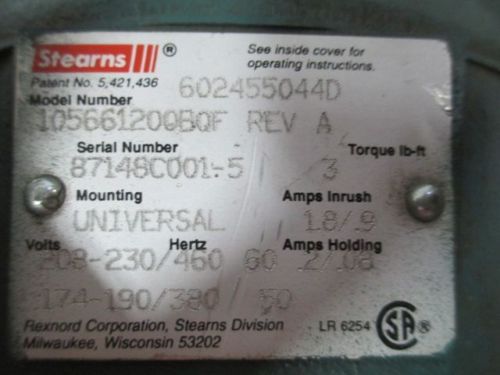 Stearns ®
See inside cover for
operating instructions.
Patent No. 5,421,436
602455044D
Model Number
105661200BQF REV A
Serial Number
Torque lb-ft
87148C001-5
3
Mounting
Amps Inrush
UNIVERSAL
1.8/.9
Volts
Hertz
Amps Holding
208-230/460 60 .2/.08
174-190/380/50
Rexnord Corporation, Stearns Division
LR 6254
SA ®
Milwaukee, Wisconsin 53202